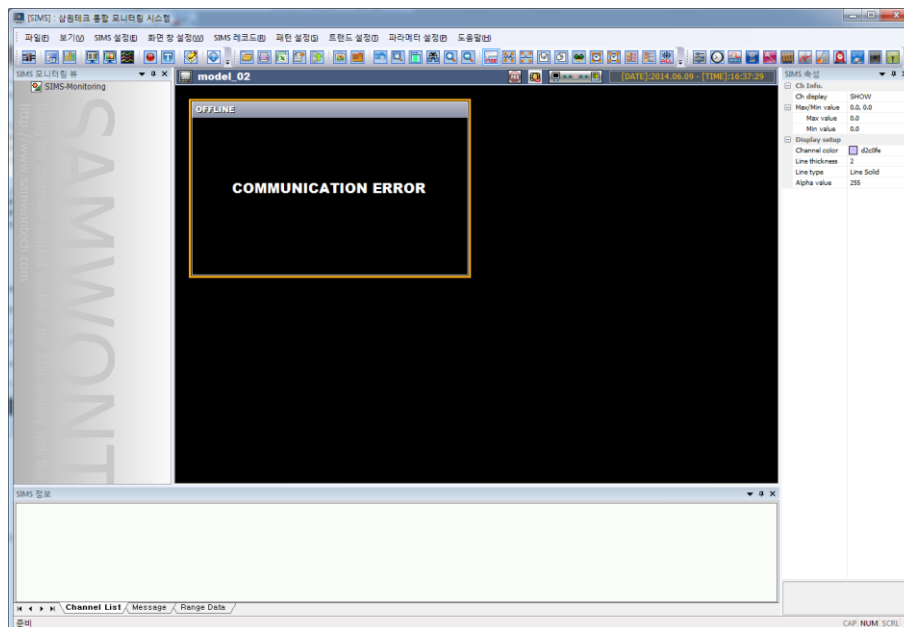 [SIMS] : 삼원테크 통합 모니터링 시스템
파일(F) 보기(V) SIMS 설정(E) 화면 창 설정(W) SIMS 레코드(R) 패턴 설정(S) 트랜드 설정(T) 파라메터 설정(P) 도움말(H)
SIMS 모니터링 뷰
SIMS-Monitoring
SAMWONT
http://www.samwontech.com
model_02
[DATE]:2014.06.09 - [TIME]:16:37:29
OFFLINE
COMMUNICATION ERROR
SIMS 속성
Ch Info.
Ch display SHOW
Max/Min value 0.0, 0.0
Max value 0.0
Min value 0.0
Display setup
Channel color d2c0fe
Line thickness 2
Line type Line Solid
Alpha value 255
SIMS 정보
Channel List Message Range Data
준비
CAP NUM SCRL